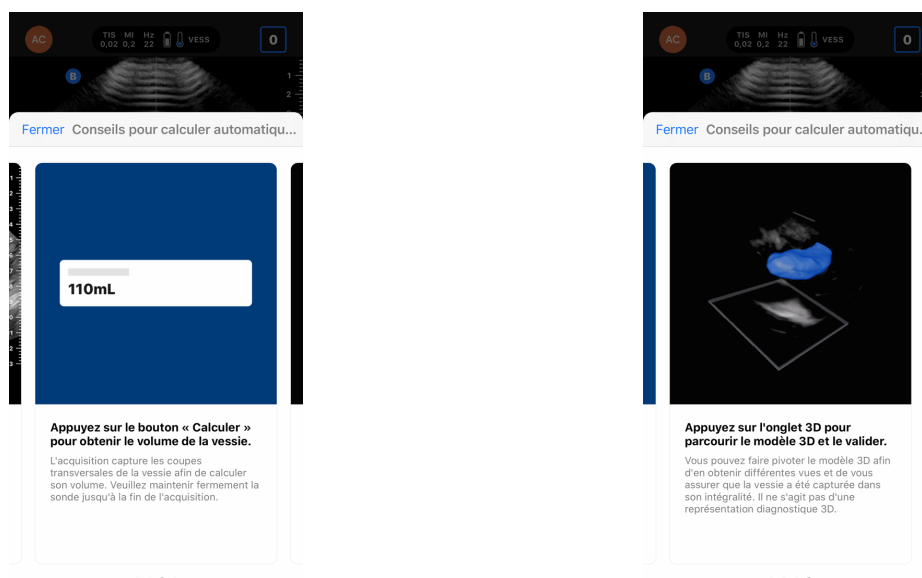 AC
TIS MI Hz
0,02 0,2 22
VESS
0
B
1
2
Fermer Conseils pour calculer automatiqu...
110mL
Appuyez sur le bouton « Calculer »
pour obtenir le volume de la vessie.
L'acquisition capture les coupes
transversales de la vessie afin de calculer
son volume. Veuillez maintenir fermement la
sonde jusqu'à la fin de l'acquisition.
AC
TIS MI Hz
0,02 0,2 22
VESS
0
B
Fermer Conseils pour calculer automatiqu.
Appuyez sur l'onglet 3D pour
parcourir le modèle 3D et le valider.
Vous pouvez faire pivoter le modèle 3D afin
d'en obtenir différentes vues et de vous
assurer que la vessie a été capturée dans
son intégralité. Il ne s'agit pas d'une
représentation diagnostique 3D.